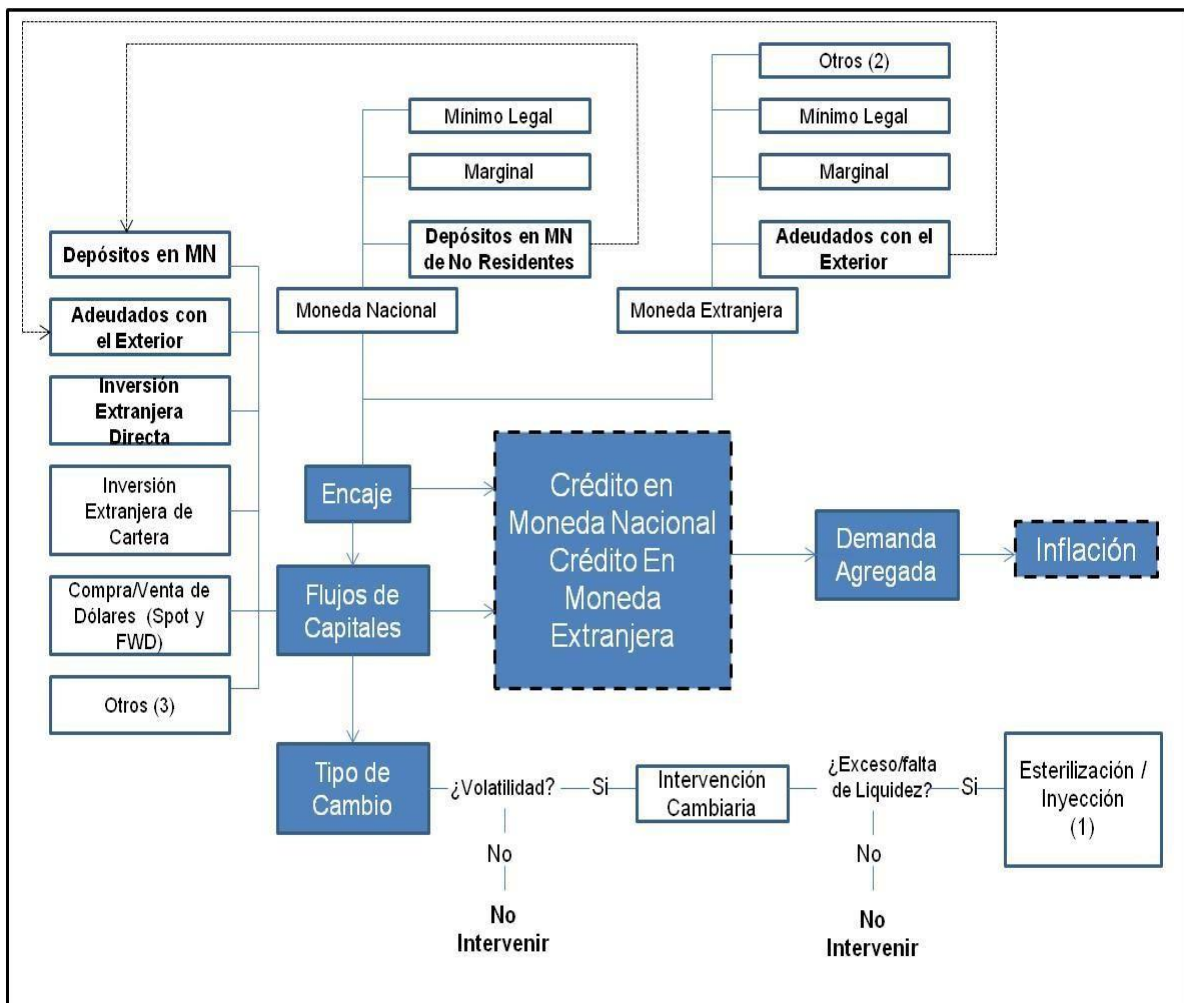 Otros (2)
Mínimo Legal
Mínimo Legal
Marginal
Marginal
Depósitos en MN
Depósitos en MN
de No Residentes
Adeudados con el
Exterior
Adeudados con
el Exterior
Moneda Nacional
Moneda Extranjera
Inversión
Extranjera
Directa
Inversión
Extranjera de
Cartera
Encaje
Crédito en
Moneda Nacional
Crédito En
Moneda
Extranjera
Demanda
Agregada
Inflación
Compra/Venta de
Dólares (Spot y
FWD)
Flujos de
Capitales
Otros (3)
Tipo de
Cambio
¿Volatilidad?
Si
Intervención
Cambiaria
¿Exceso/falta
de Liquidez?
Si
Esterilización /
Inyección
(1)
No
No
No
Intervenir
No
Intervenir